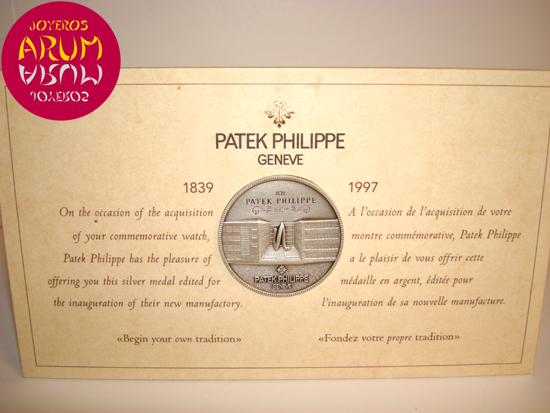 JOYEROS
ARUM
ARUM
JOYEROS
PATEK PHILIPPE
GENEVE
1839
1997
On the occasion of the acquisition
of your commemorative watch,
Patek Philippe has the pleasure of
offering you this silver medal edited for
the inauguration of their new manufactory.
«Begin your own tradition»
PATEK PHILIPPE
PATEK PHILIPPE
GENEVE
A l'occasion de l'acquisition de votre
montre commémorative, Patek Philippe
a le plaisir de vous offrir cette
médaille en argent, éditée pour
l'inauguration de sa nouvelle manufacture.
«Fondez votre propre tradition»